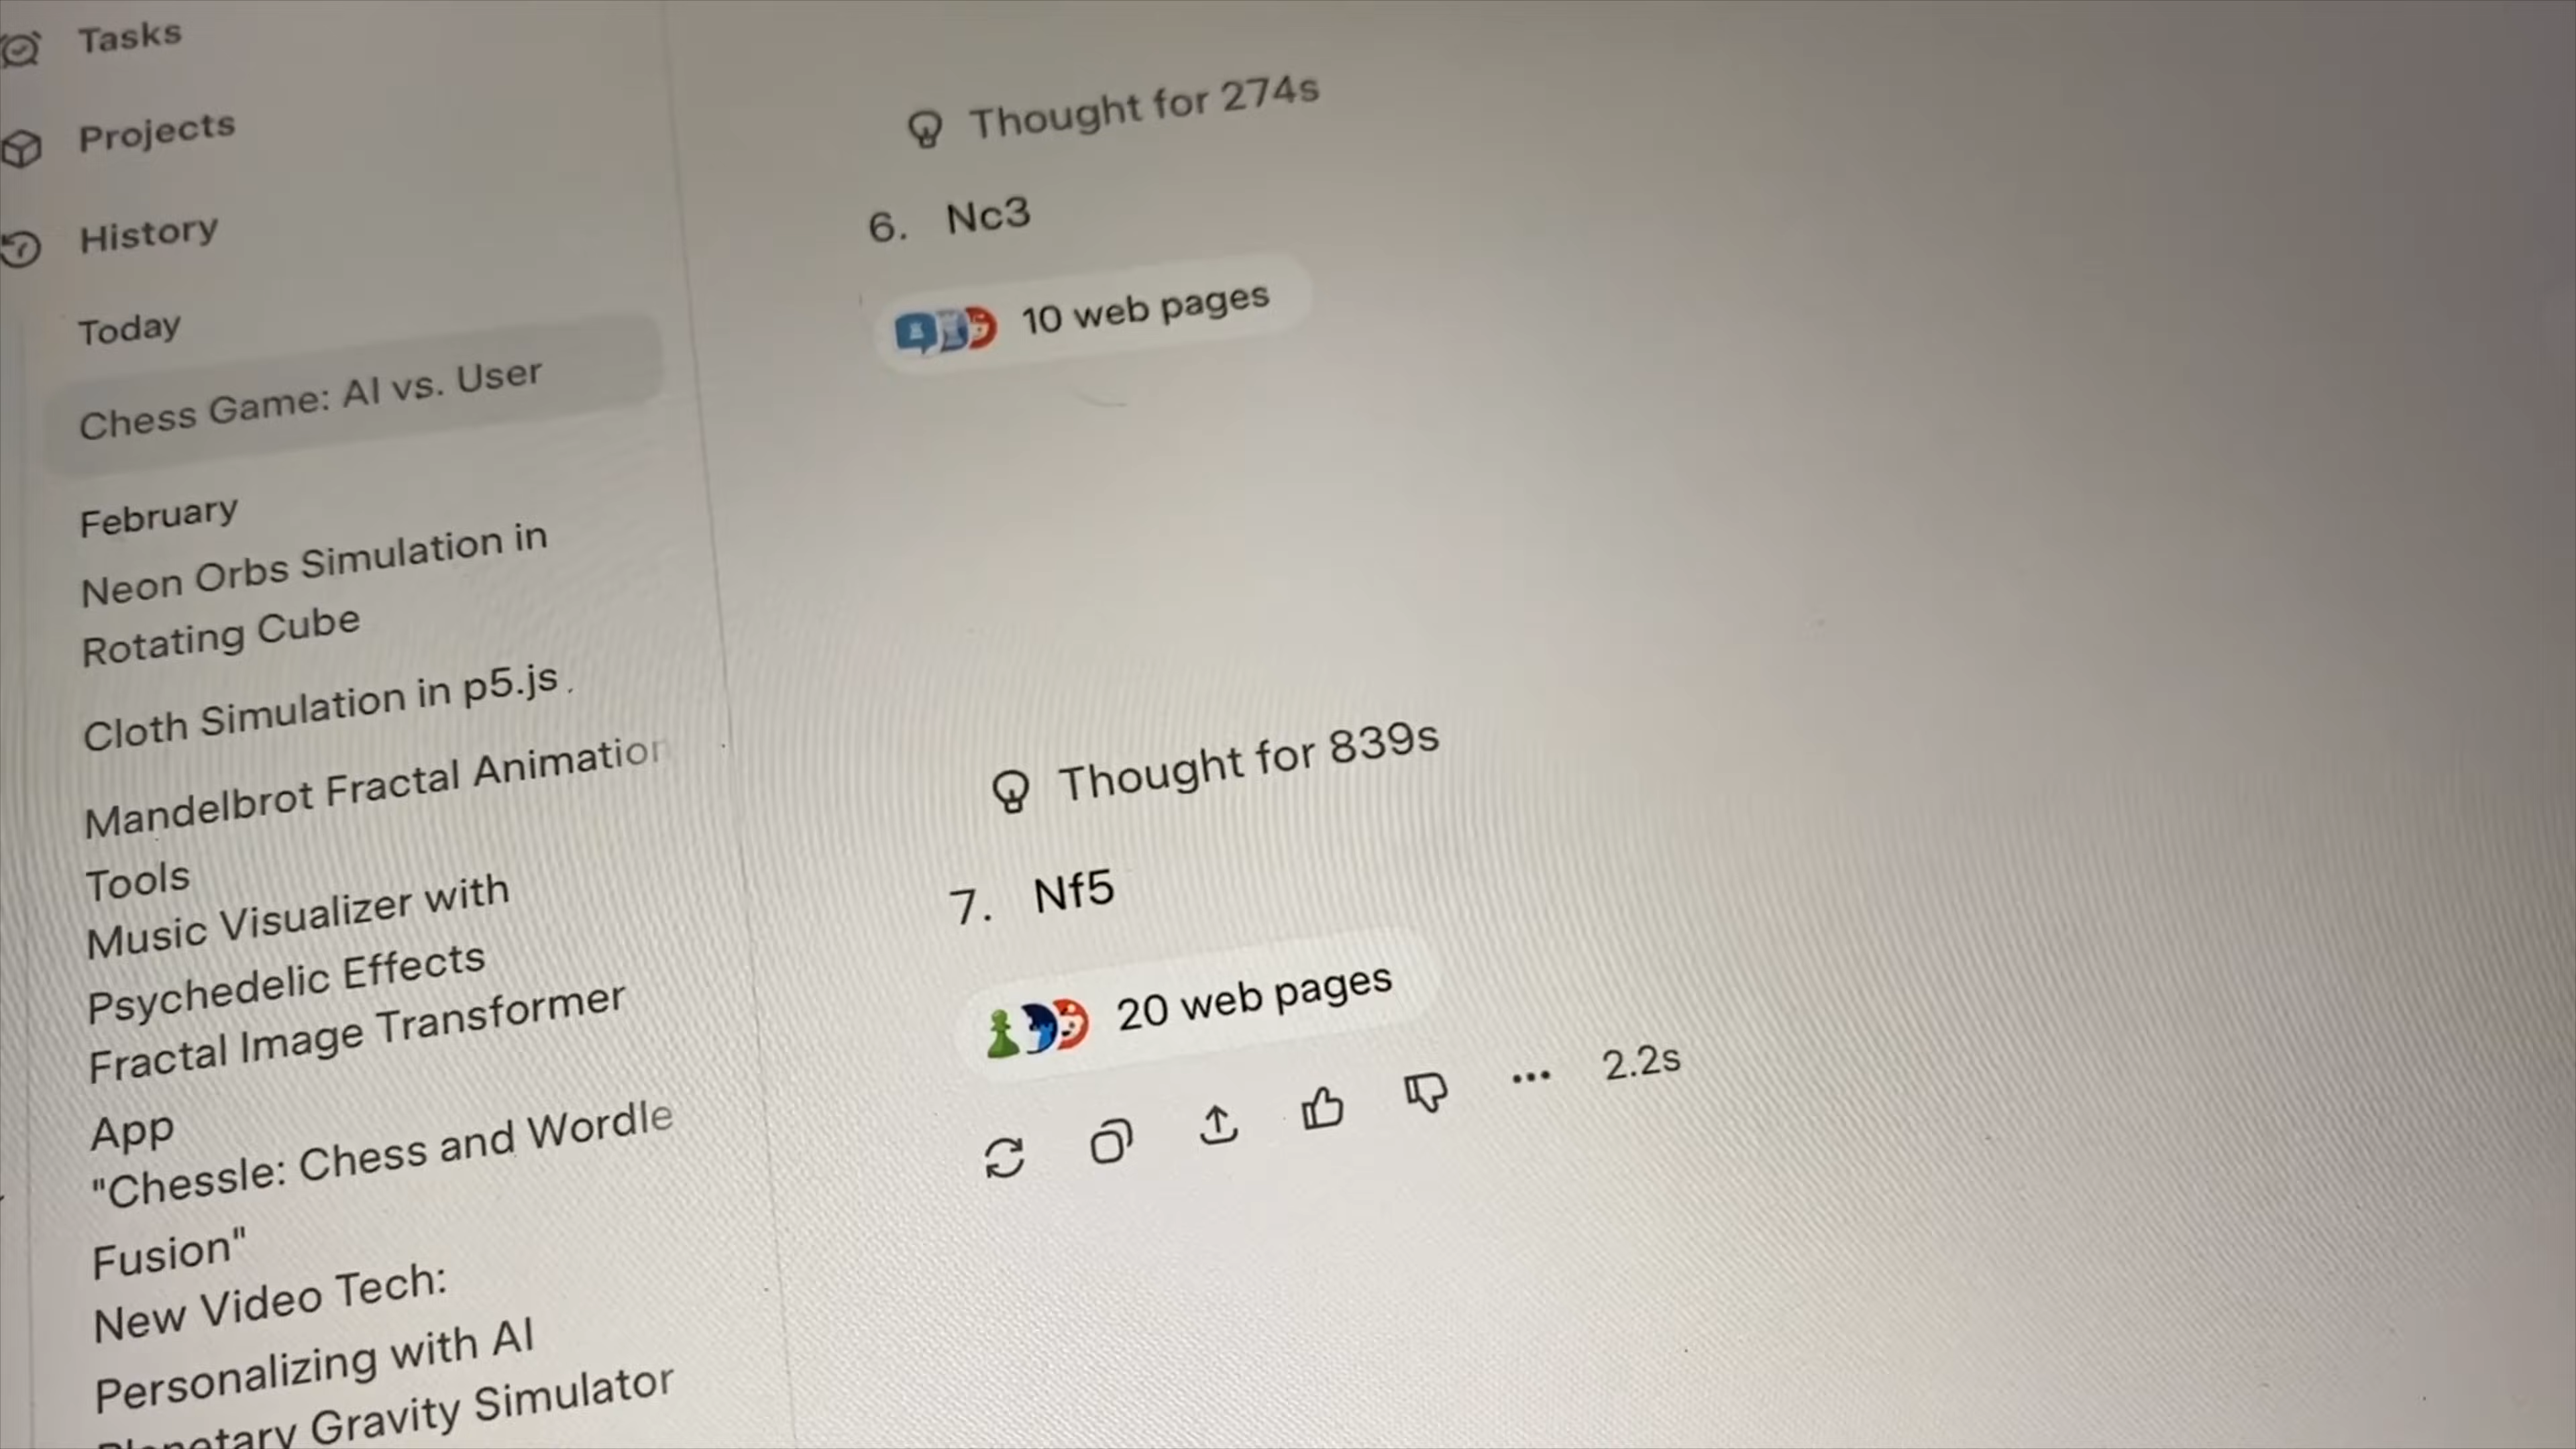 Tasks
Projects
History
Today
Chess Game: AI vs. User
February
Neon Orbs Simulation in
Rotating Cube
Cloth Simulation in p5.js
Mandelbrot Fractal Animation
Tools
Music Visualizer with
Psychedelic Effects
Fractal Image Transformer
App
"Chessle: Chess and Wordle
Fusion"
New Video Tech:
Personalizing with AI
Gravity Simulator
Thought for 274s
6. Nc3
10 web pages
Thought for 839s
7. Nf5
20 web pages
2.2s